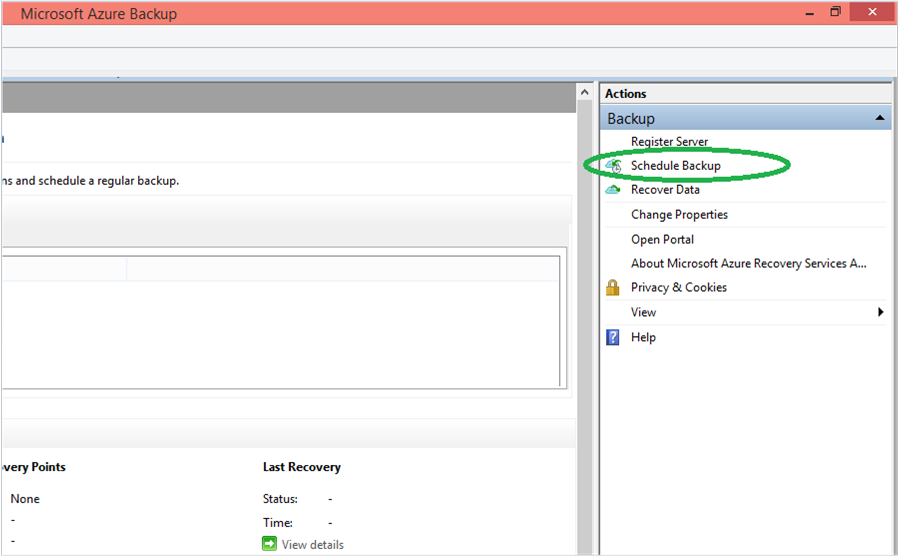 Microsoft Azure Backup
Actions
Backup
Register Server
Schedule Backup
ns and schedule a regular backup.
Recover Data
Change Properties
Open Portal
About Microsoft Azure Recovery Services A...
Privacy & Cookies
View
Help
very Points
Last Recovery
None
Status: -
-
Time: -
-
View details